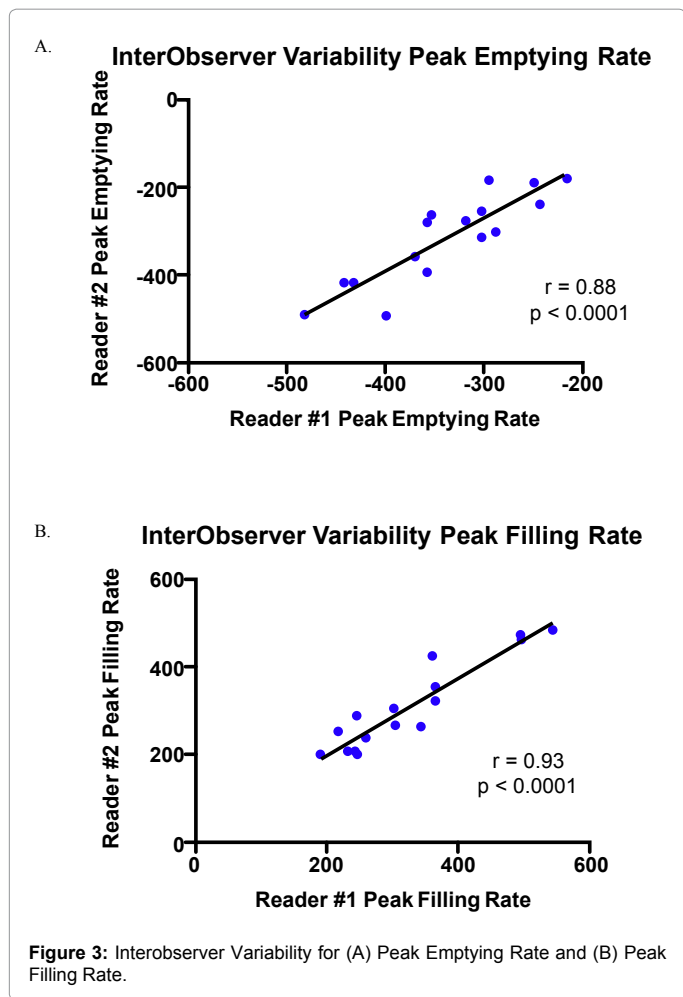 A.
InterObserver Variability Peak Emptying Rate
Reader #2 Peak Emptying Rate
0
-200
-400
-600
r = 0.88
p < 0.0001
-600 -500 -400 -300 -200
Reader #1 Peak Emptying Rate
B.
InterObserver Variability Peak Filling Rate
Reader #2 Peak Filling Rate
600
400
200
0
r = 0.93
p < 0.0001
0 200 400 600
Reader #1 Peak Filling Rate
Figure 3: Interobserver Variability for (A) Peak Emptying Rate and (B) Peak
Filling Rate.